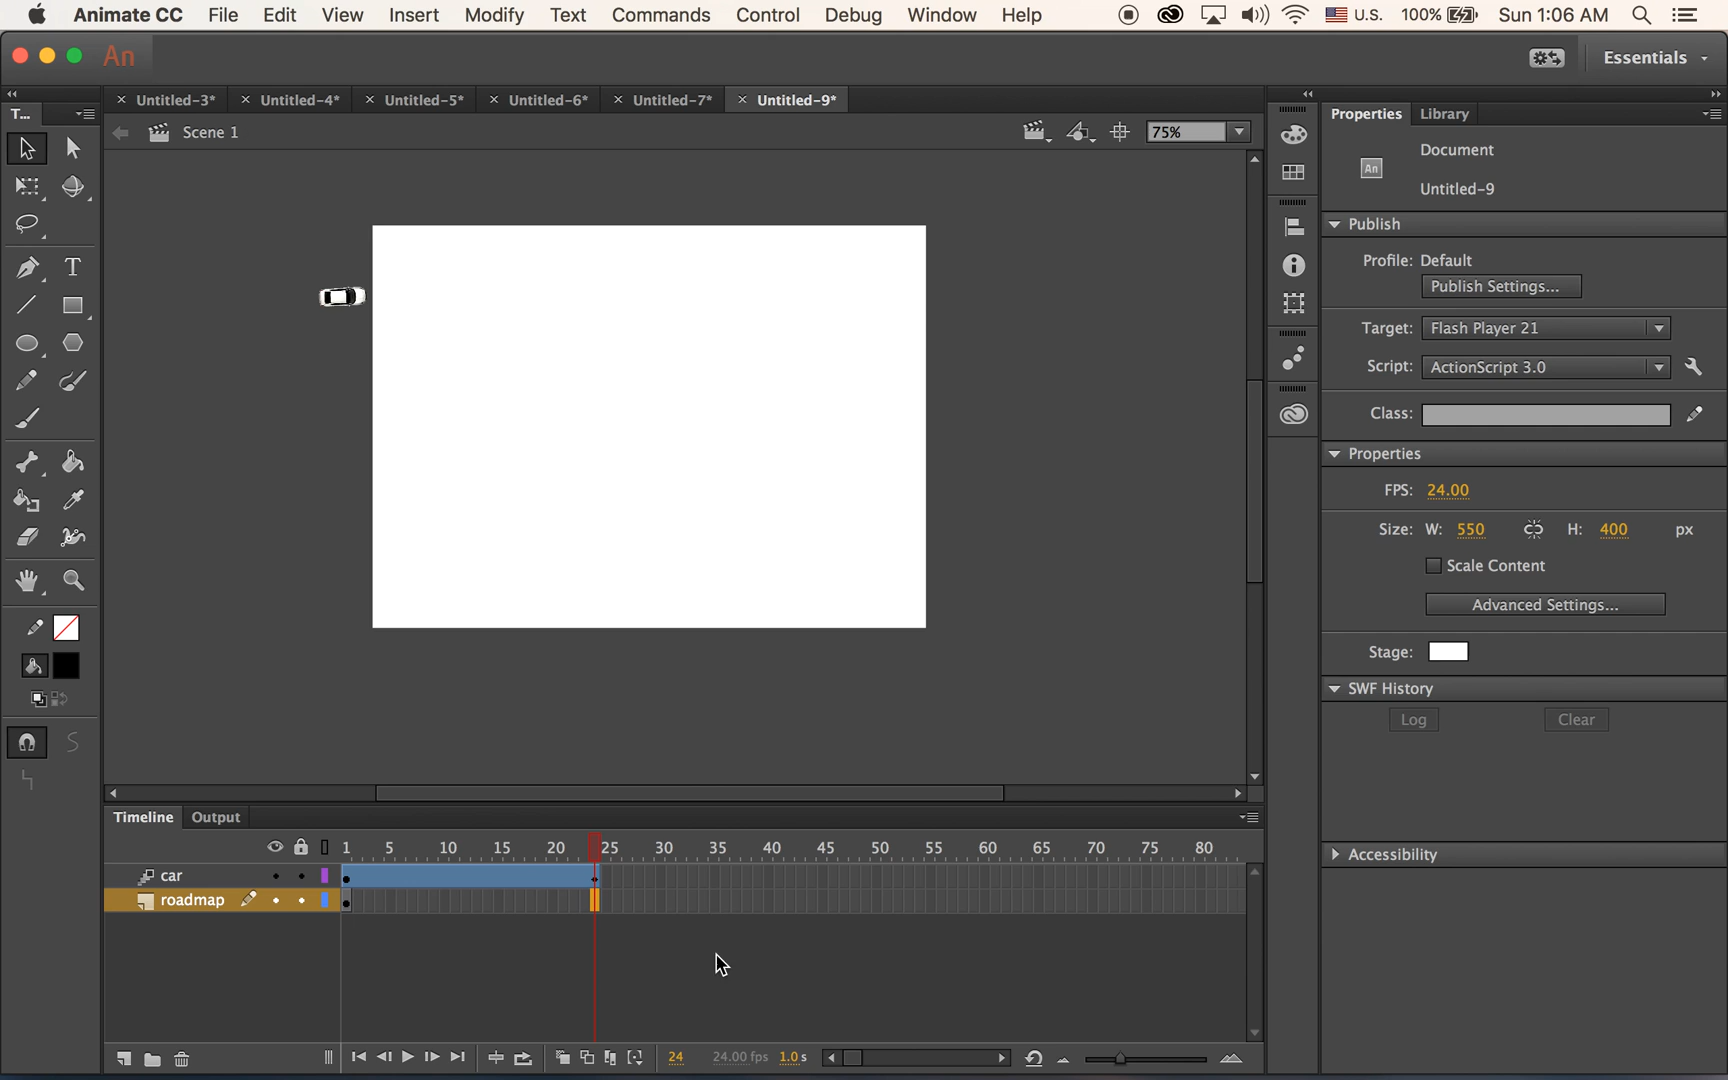 Animate CC File Edit View Insert Modify Text Commands Control Debug Window Help U.S. 100% Sun 1:06 AM
An Essentials
T... Untitled-3* Untitled-4* Untitled-5* Untitled-6* Untitled-7* Untitled-9* Properties Library
Scene 1 75%
Document
An
Untitled-9
Publish
Profile: Default
Publish Settings...
Target: Flash Player 21
Script: ActionScript 3.0
Class:
Properties
FPS: 24.00
Size: W: 550 H: 400 px
Scale Content
Advanced Settings...
Stage:
SWF History
Log Clear
Accessibility
Timeline Output
1 5 10 15 20 25 30 35 40 45 50 55 60 65 70 75 80
car
roadmap
24 24.00 fps 1.0 s